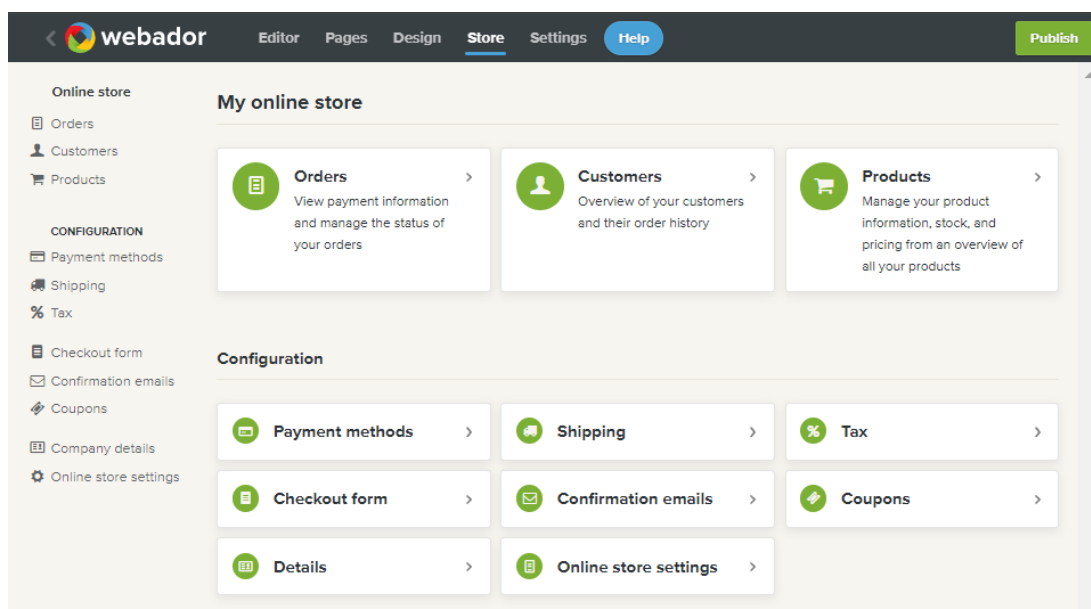 webador
Editor Pages Design Store Settings Help
Publish
Online store
Orders
Customers
Products
CONFIGURATION
Payment methods
Shipping
Tax
Checkout form
Confirmation emails
Coupons
Company details
Online store settings
My online store
Orders
View payment information
and manage the status of
your orders
Customers
Overview of your customers
and their order history
Products
Manage your product
information, stock, and
pricing from an overview of
all your products
Configuration
Payment methods
Shipping
Tax
Checkout form
Confirmation emails
Coupons
Details
Online store settings